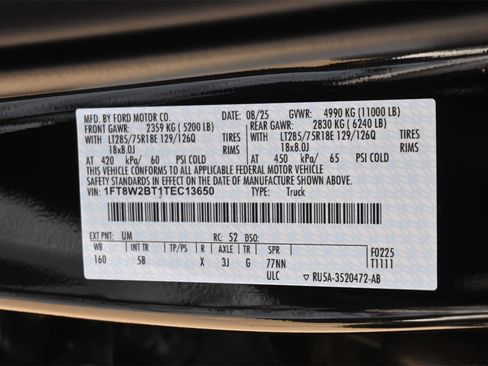 MFD. BY FORD MOTOR CO. DATE: 08/25 GVWR: 4990 KG (11000 LB)
FRONT GAWR: 2359 KG (5200 LB) REAR GAWR: 2830 KG (6240 LB)
WITH LT285/75R18E 129/126Q TIRES WITH LT285/75R18E 129/126Q TIRES
18x8.0J RIMS 18x8.0J RIMS
AT 420 kPa/ 60 PSI COLD AT 450 kPa/ 65 PSI COLD
THIS VEHICLE CONFORMS TO ALL APPLICABLE FEDERAL MOTOR VEHICLE
SAFETY STANDARDS IN EFFECT ON THE DATE OF MANUFACTURE SHOWN ABOVE.
VIN: 1FT8W2BT1TEC13650 TYPE: Truck
EXT PNT: UM RC: 52 DSO:
WB INT TR TP/PS R AXLE TR SPR F0225
160 5B X 3J G 77NN T1111
ULC ▽ RU5A-3520472-AB